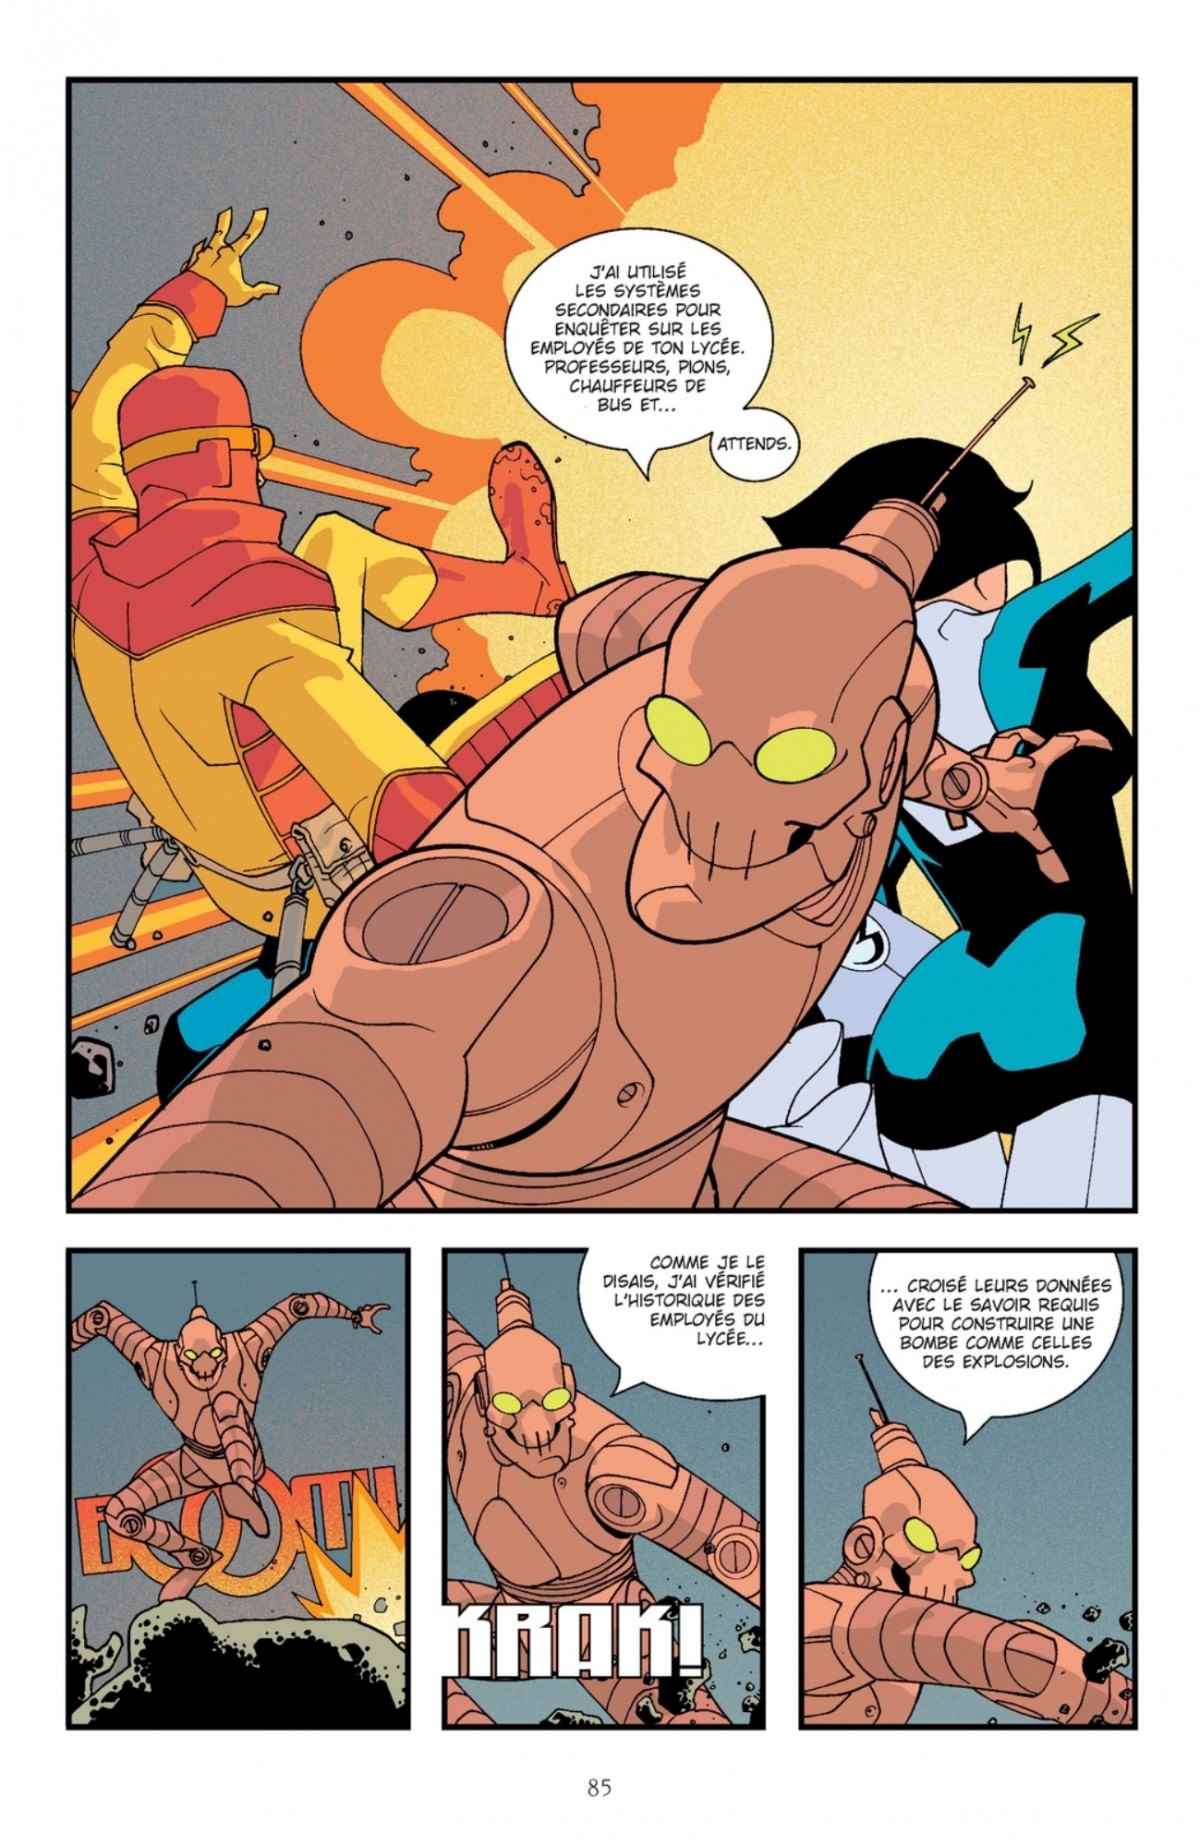 J'AI UTILISÉ
LES SYSTÈMES
SECONDAIRES POUR
ENQUÊTER SUR LES
EMPLOYÉS DE TON LYCÉE.
PROFESSEURS, PIONS,
CHAUFFEURS DE
BUS ET...
ATTENDS.
BOOM!
COMME JE LE
DISAIS, J'AI VÉRIFIÉ
L'HISTORIQUE DES
EMPLOYÉS DU
LYCÉE...
KRAK!
... CROISÉ LEURS DONNÉES
AVEC LE SAVOIR REQUIS
POUR CONSTRUIRE UNE
BOMBE COMME CELLES
DES EXPLOSIONS.
85